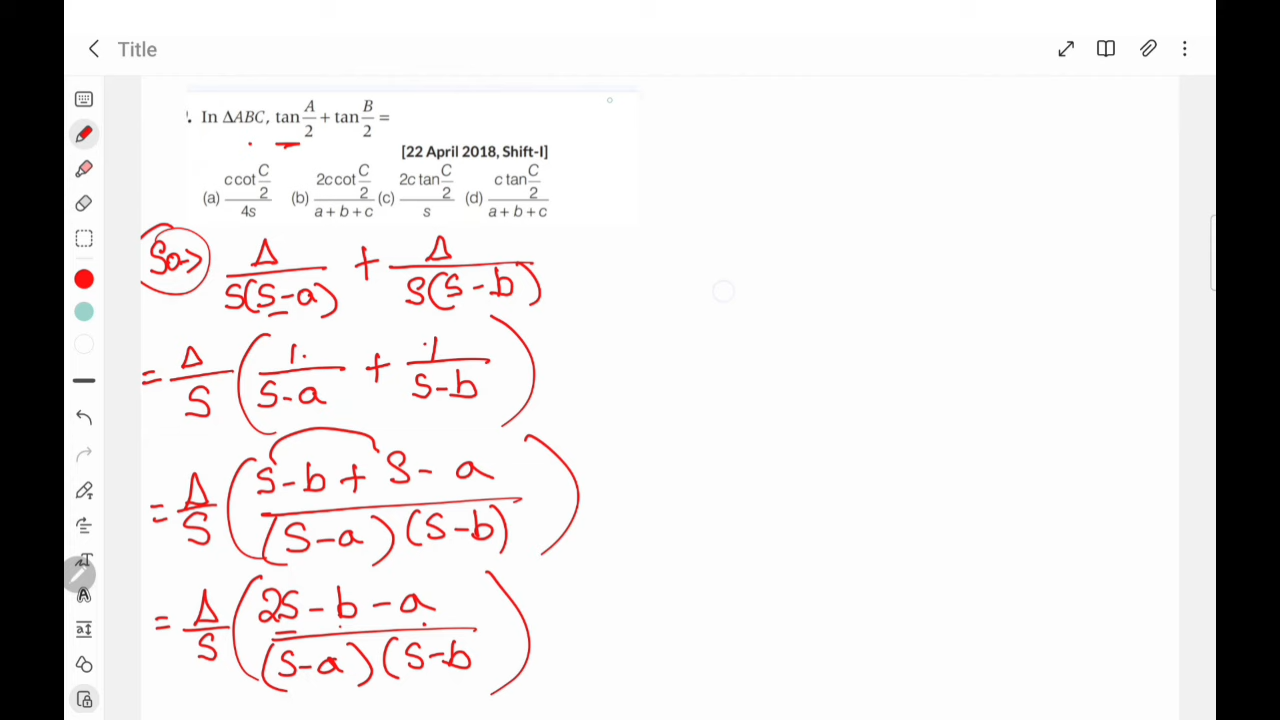 Title
'. In ΔABC, tan A/2 + tan B/2 =
[22 April 2018, Shift-I]
(a) c cot C/2 / 4s (b) 2c cot C/2 / a + b + c (c) 2c tan C/2 / s (d) c tan C/2 / a + b + c
Δ / S(S-a) + Δ / S(S-b)
= Δ/S ( 1/S-a + 1/S-b )
= Δ/S ( S-b + S-a / (S-a)(S-b) )
= Δ/S ( 2S-b-a / (S-a)(S-b )